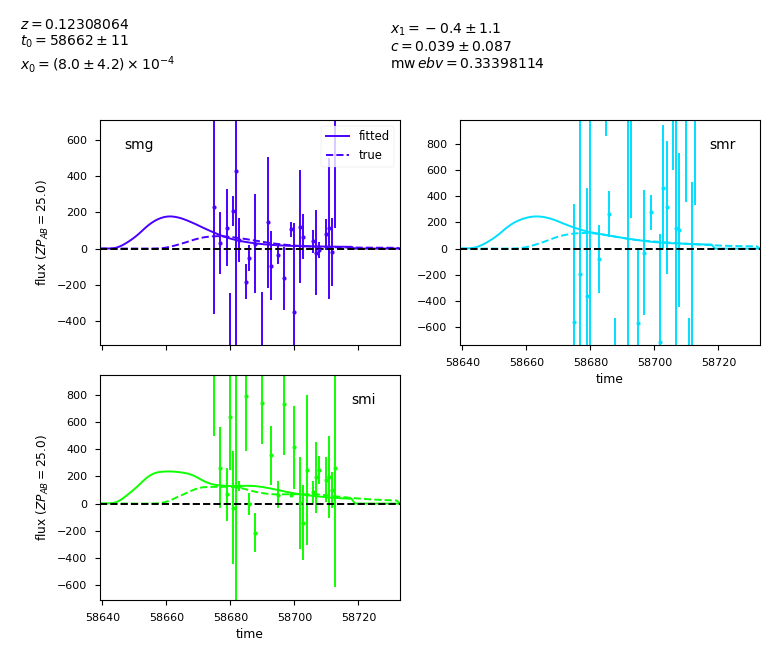 z = 0.12308064
t₀ = 58662 ± 11
x₀ = (8.0 ± 4.2) × 10⁻⁴
x₁ = −0.4 ± 1.1
c = 0.039 ± 0.087
mw ebv = 0.33398114
smg
fitted
true
600
400
200
0
−200
−400
flux (ZP_AB = 25.0)
smr
800
600
400
200
0
−200
−400
−600
58640 58660 58680 58700 58720
time
smi
800
600
400
200
0
−200
−400
−600
flux (ZP_AB = 25.0)
58640 58660 58680 58700 58720
time